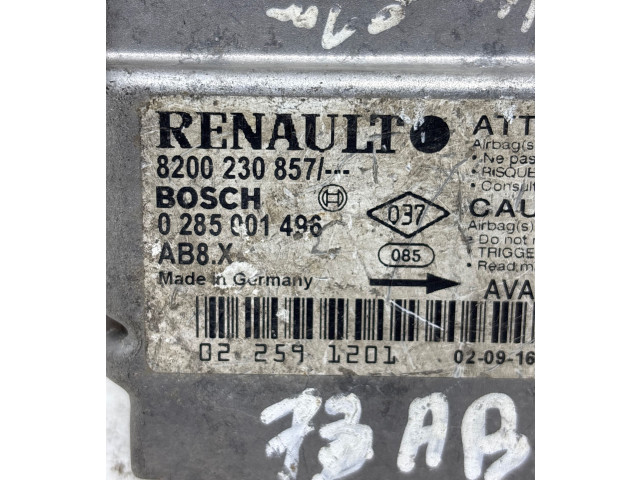 RENAULT
8200 230 857/---
BOSCH
0 285 001 496
AB8.X
Made in Germany
037
085
ATT
Airbag(s
• Ne pas
• RISQUE
• Consult
CAU
Airbag(s)
• Do not
TRIGGE
• Read, ma
AVA
02 259 1201
02-09-16
73 AB